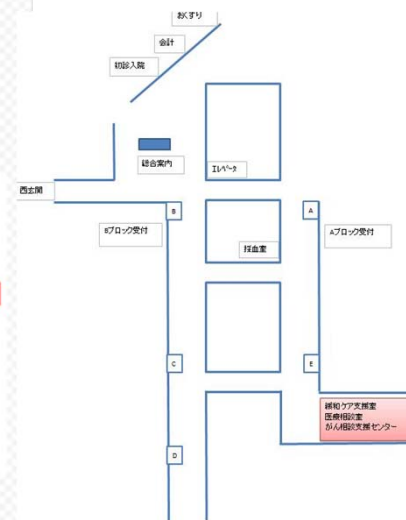 おくすり
会計
初診入院
総合案内
エレベータ
西玄関
B
A
Bブロック受付
Aブロック受付
採血室
C
E
緩和ケア支援室
医療相談室
がん相談支援センター
D